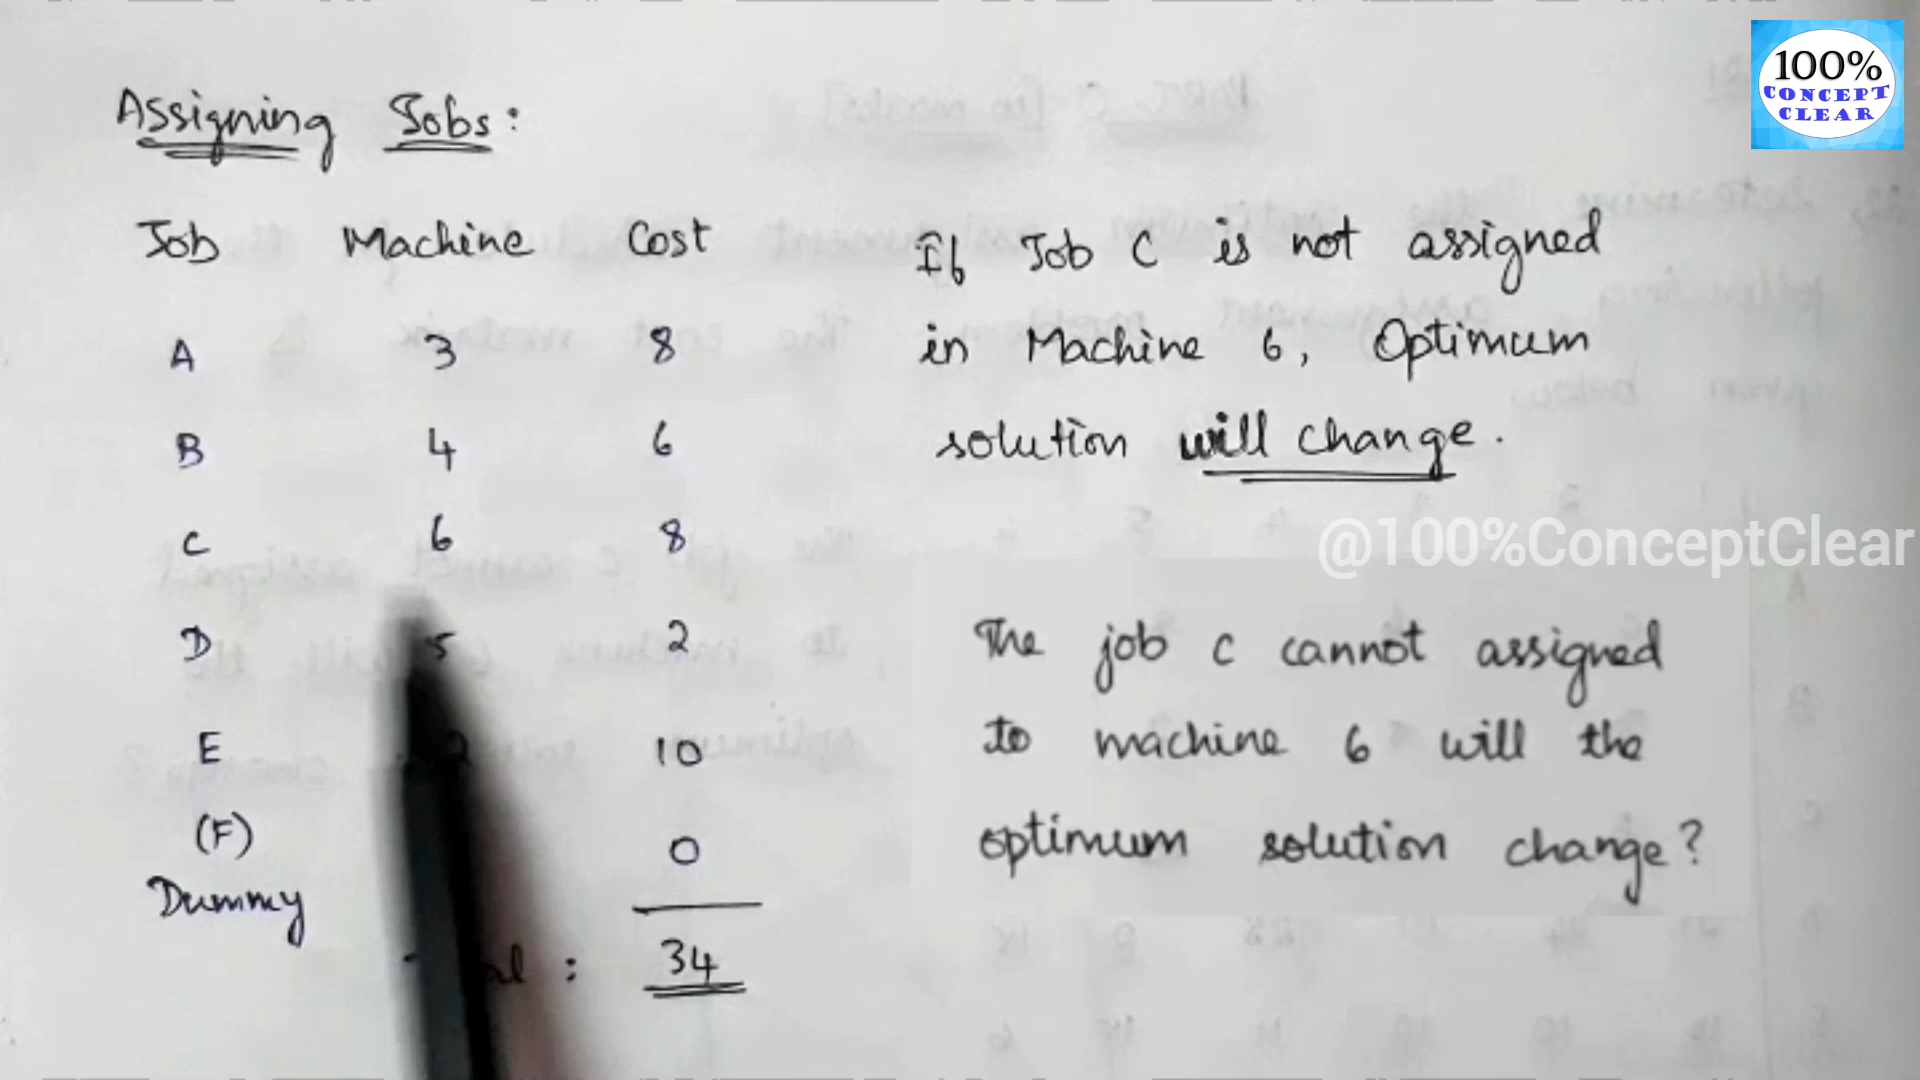 100%
CONCEPT
CLEAR
Assigning Jobs:
Job Machine Cost
A 3 8
B 4 6
C 6 8
D 5 2
E 10
(F) 0
Dummy
: 34
If Job C is not assigned
in Machine 6, Optimum
solution will change.
@100%ConceptClear
The job c cannot assigned
to machine 6 will the
optimum solution change?